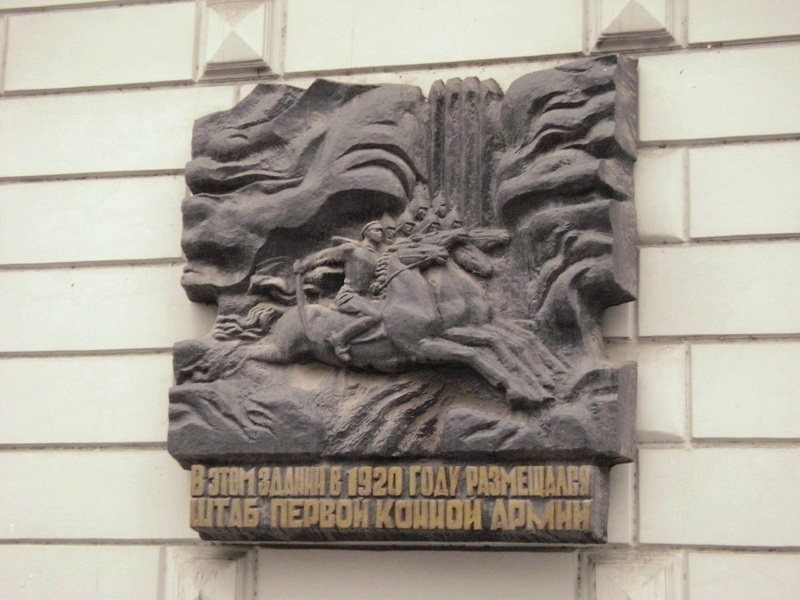 В ЭТОМ ЗДАНИИ В 1920 ГОДУ РАЗМЕЩАЛСЯ
ШТАБ ПЕРВОЙ КОННОЙ АРМИИ